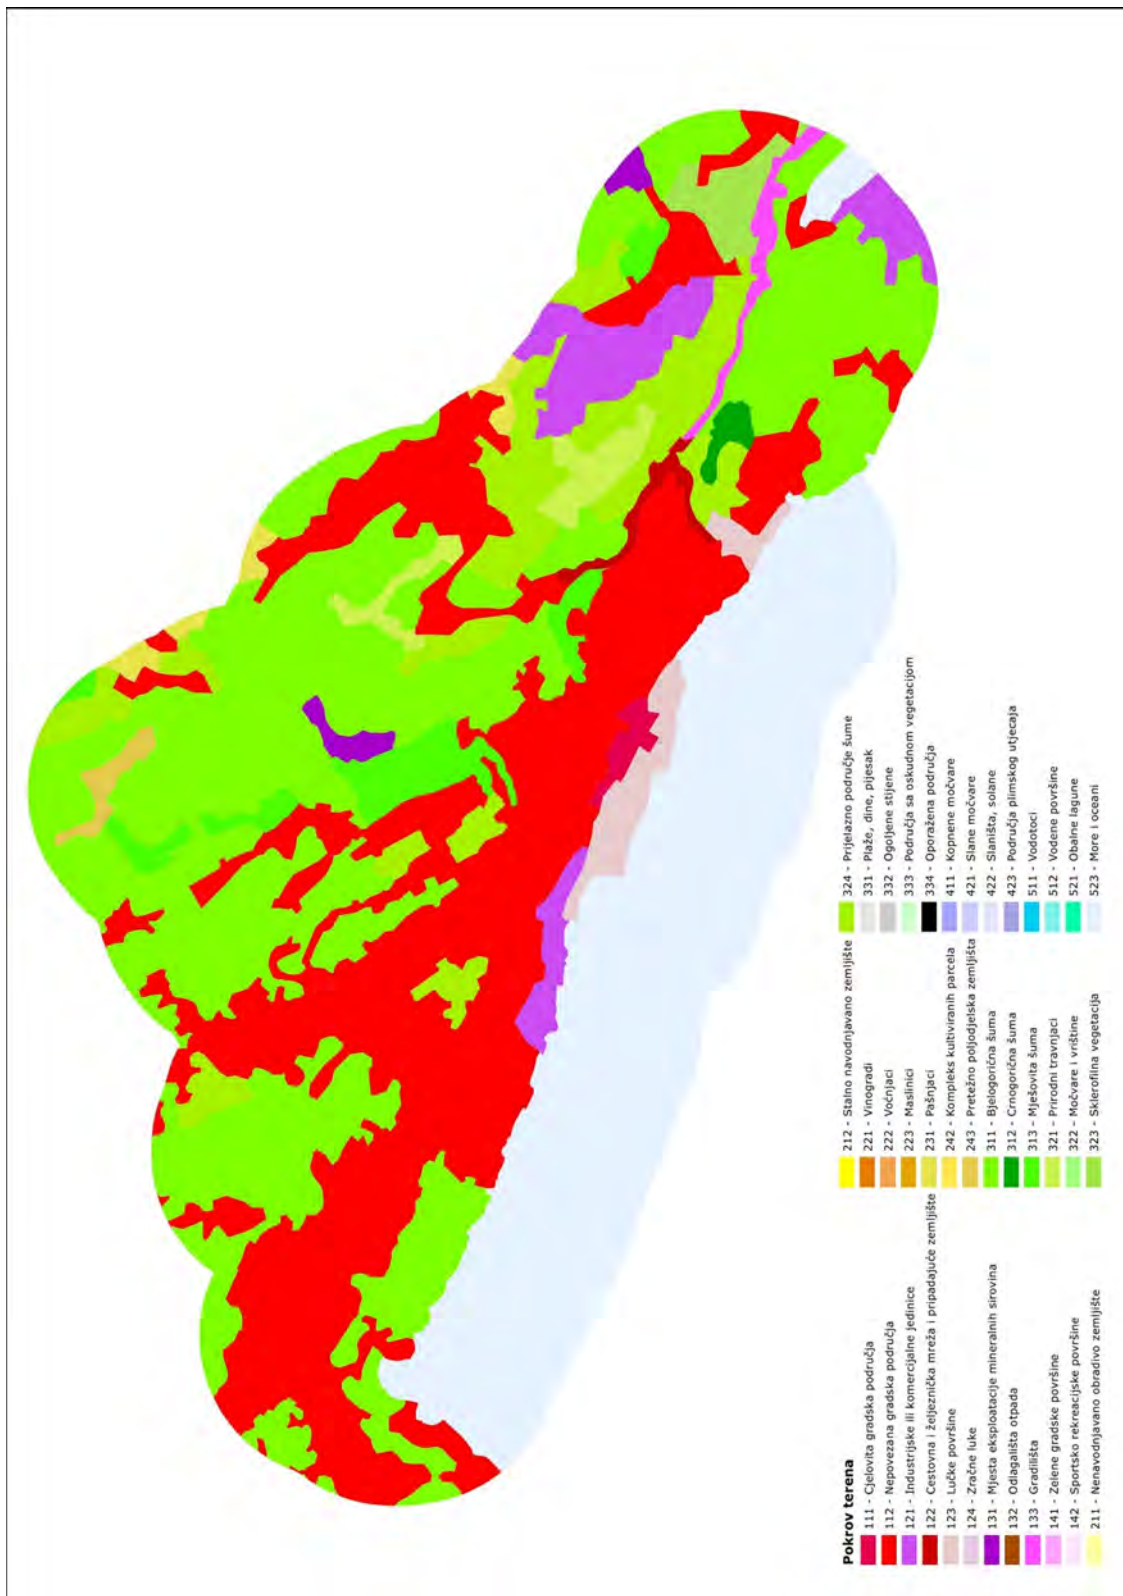 Pokrov terena
111 - Cjelovita gradska područja
112 - Nepovezana gradska područja
121 - Industrijske ili komercijalne jedinice
122 - Cestovna i željeznička mreža i pripadajuće zemljište
123 - Lučke površine
124 - Zračne luke
131 - Mjesta eksploatacije mineralnih sirovina
132 - Odlagališta otpada
133 - Gradilišta
141 - Zelene gradske površine
142 - Sportsko rekreacijske površine
211 - Nenavodnjavano obradivo zemljište
212 - Stalno navodnjavano zemljište
221 - Vinogradi
222 - Voćnjaci
223 - Maslinici
231 - Pašnjaci
242 - Kompleks kultiviranih parcela
243 - Pretežno poljodjelska zemljišta
311 - Bjelogorična šuma
312 - Crnogorična šuma
313 - Mješovita šuma
321 - Prirodni travnjaci
322 - Močvare i vrištine
323 - Sklerofilna vegetacija
324 - Prijelazno područje šume
331 - Plaže, dine, pijesak
332 - Ogoljene stijene
333 - Područja sa oskudnom vegetacijom
334 - Oporažena područja
411 - Kopnene močvare
421 - Slane močvare
422 - Slaništa, solane
423 - Područja plimskog utjecaja
511 - Vodotoci
512 - Vodene površine
521 - Obalne lagune
523 - More i oceani